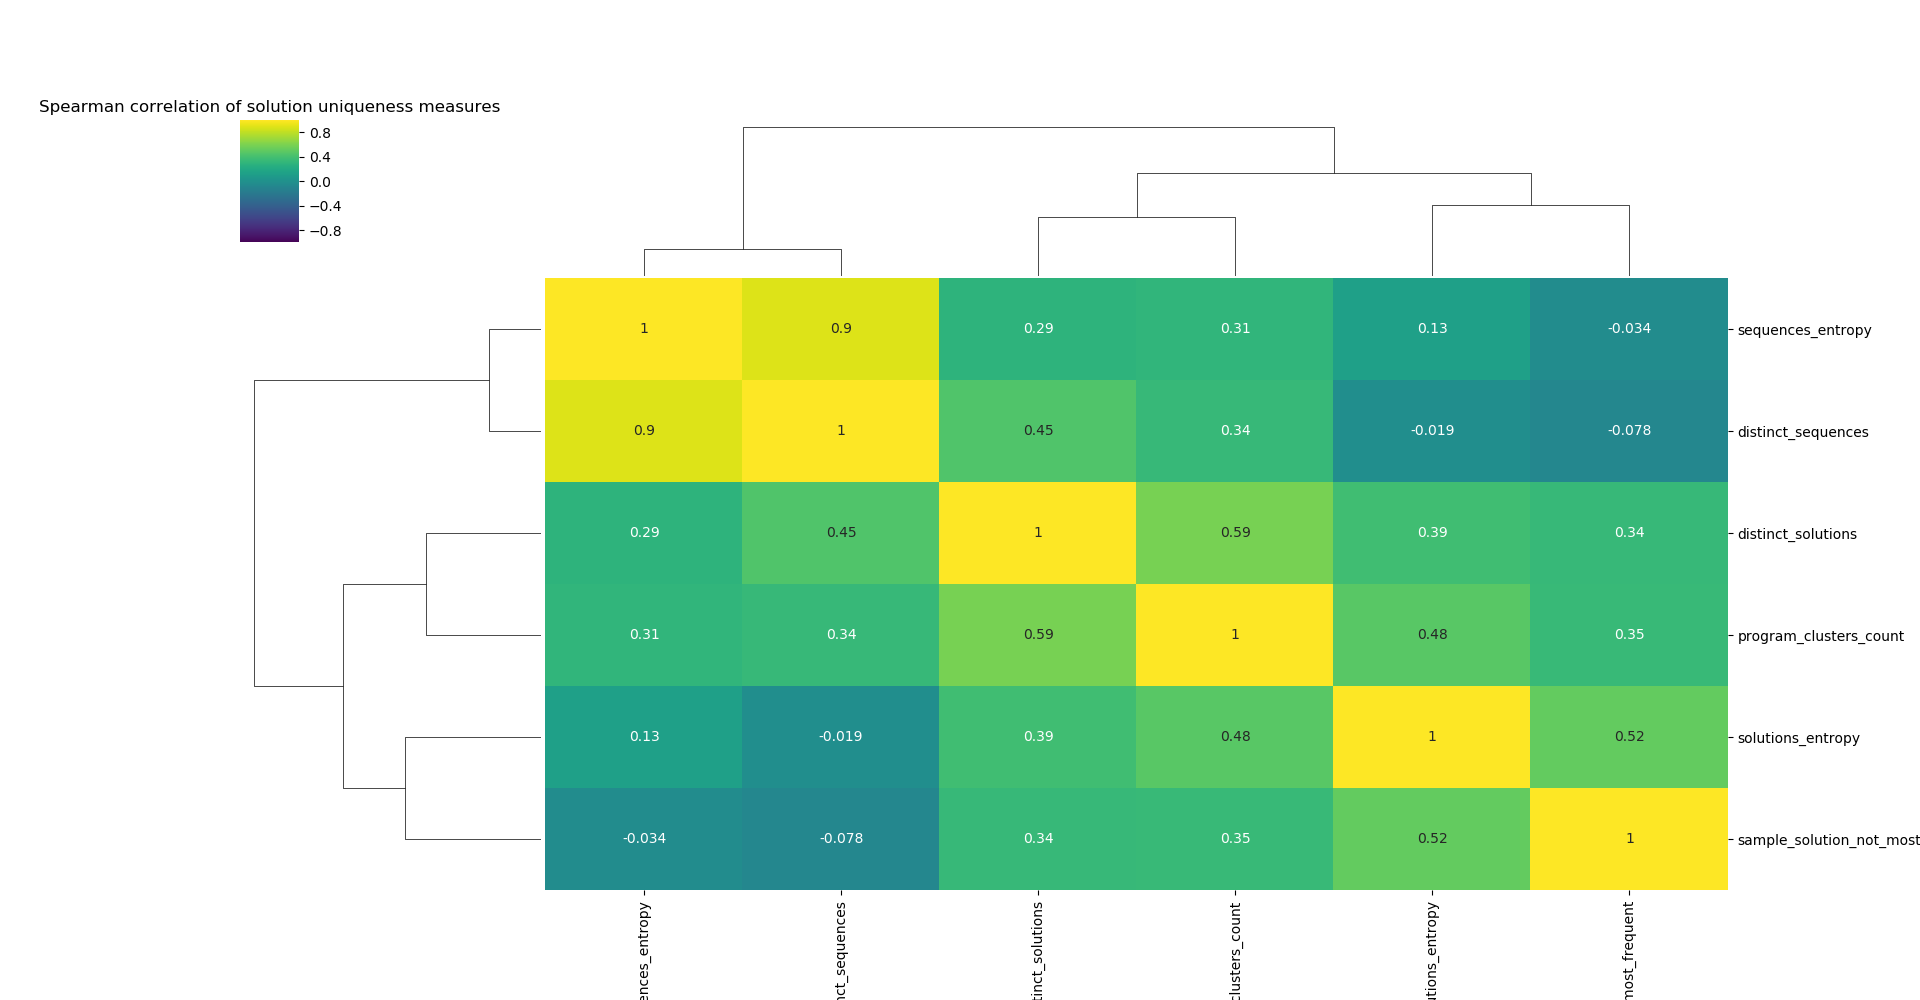 Spearman correlation of solution uniqueness measures
0.8
0.4
0.0
−0.4
−0.8
1 0.9 0.29 0.31 0.13 -0.034 sequences_entropy
0.9 1 0.45 0.34 -0.019 -0.078 distinct_sequences
0.29 0.45 1 0.59 0.39 0.34 distinct_solutions
0.31 0.34 0.59 1 0.48 0.35 program_clusters_count
0.13 -0.019 0.39 0.48 1 0.52 solutions_entropy
-0.034 -0.078 0.34 0.35 0.52 1 sample_solution_not_most
ences_entropy
nct_sequences
tinct_solutions
clusters_count
utions_entropy
most_frequent